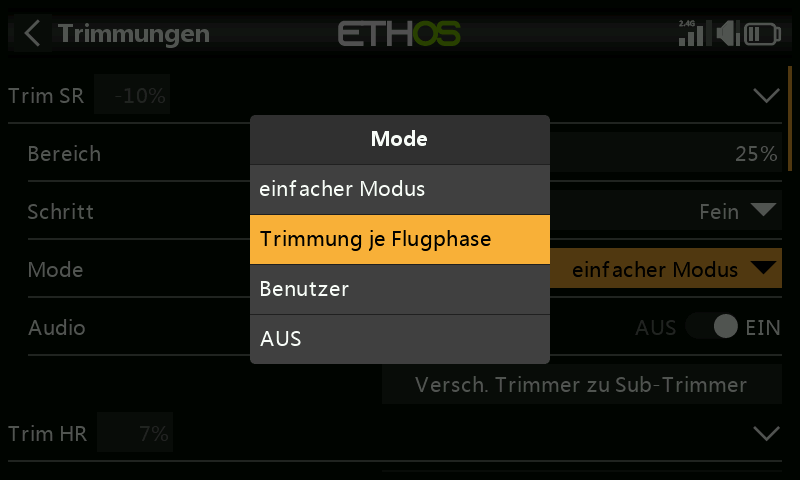 Trimmungen
ETHOS
2.4G
Trim SR
-10%
Mode
Bereich
25%
einfacher Modus
Schritt
Fein
Trimmung je Flugphase
Mode
einfacher Modus
Benutzer
Audio
AUS
EIN
AUS
Versch. Trimmer zu Sub-Trimmer
Trim HR
7%